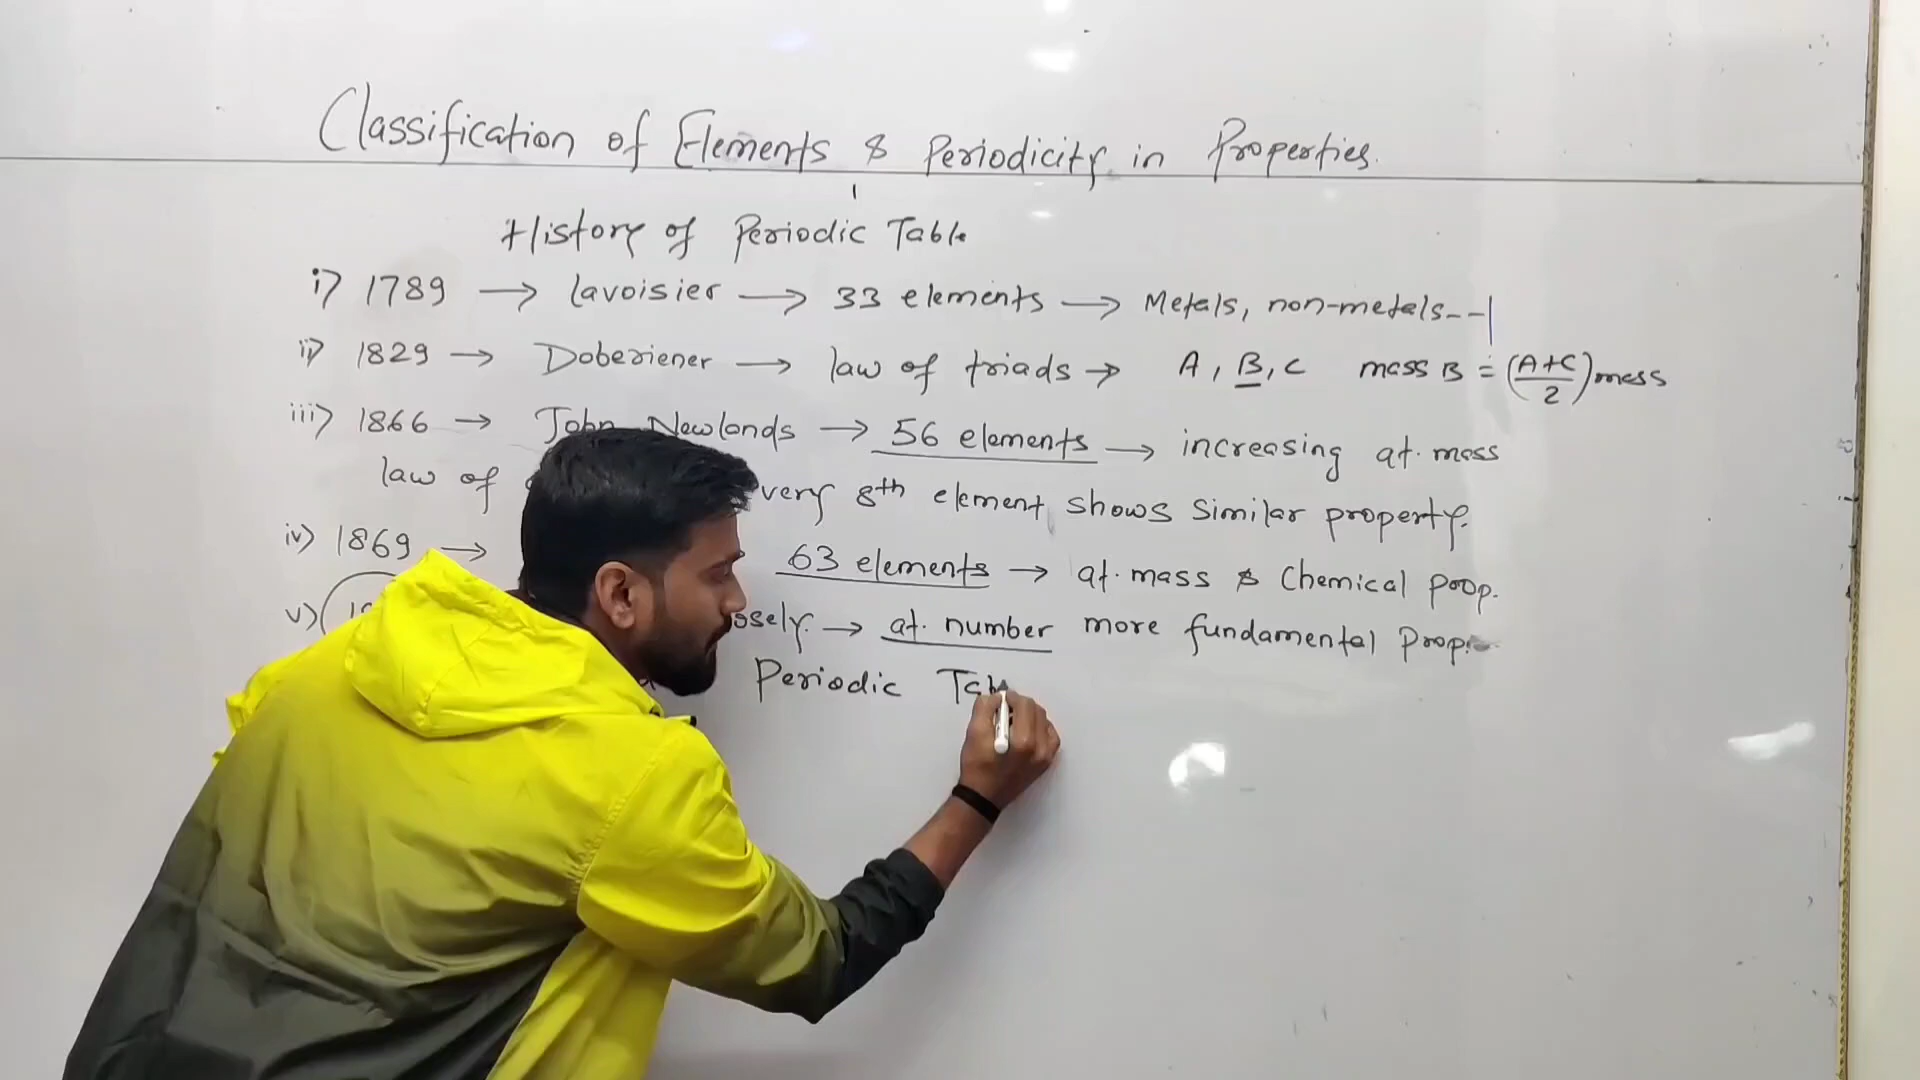 Classification of Elements & Periodicity in Properties.
History of Periodic Table
i) 1789 → Lavoisier → 33 elements → Metals, non-metals--
ii) 1829 → Doberiener → law of triads → A, B, C mass B = (A+C/2) mass
iii) 1866 → John Newlands → 56 elements → increasing at. mass
law of very 8th element shows similar property.
iv) 1869 → 63 elements → at. mass & Chemical prop.
v) osely. → at. number more fundamental prop.
Periodic Tab